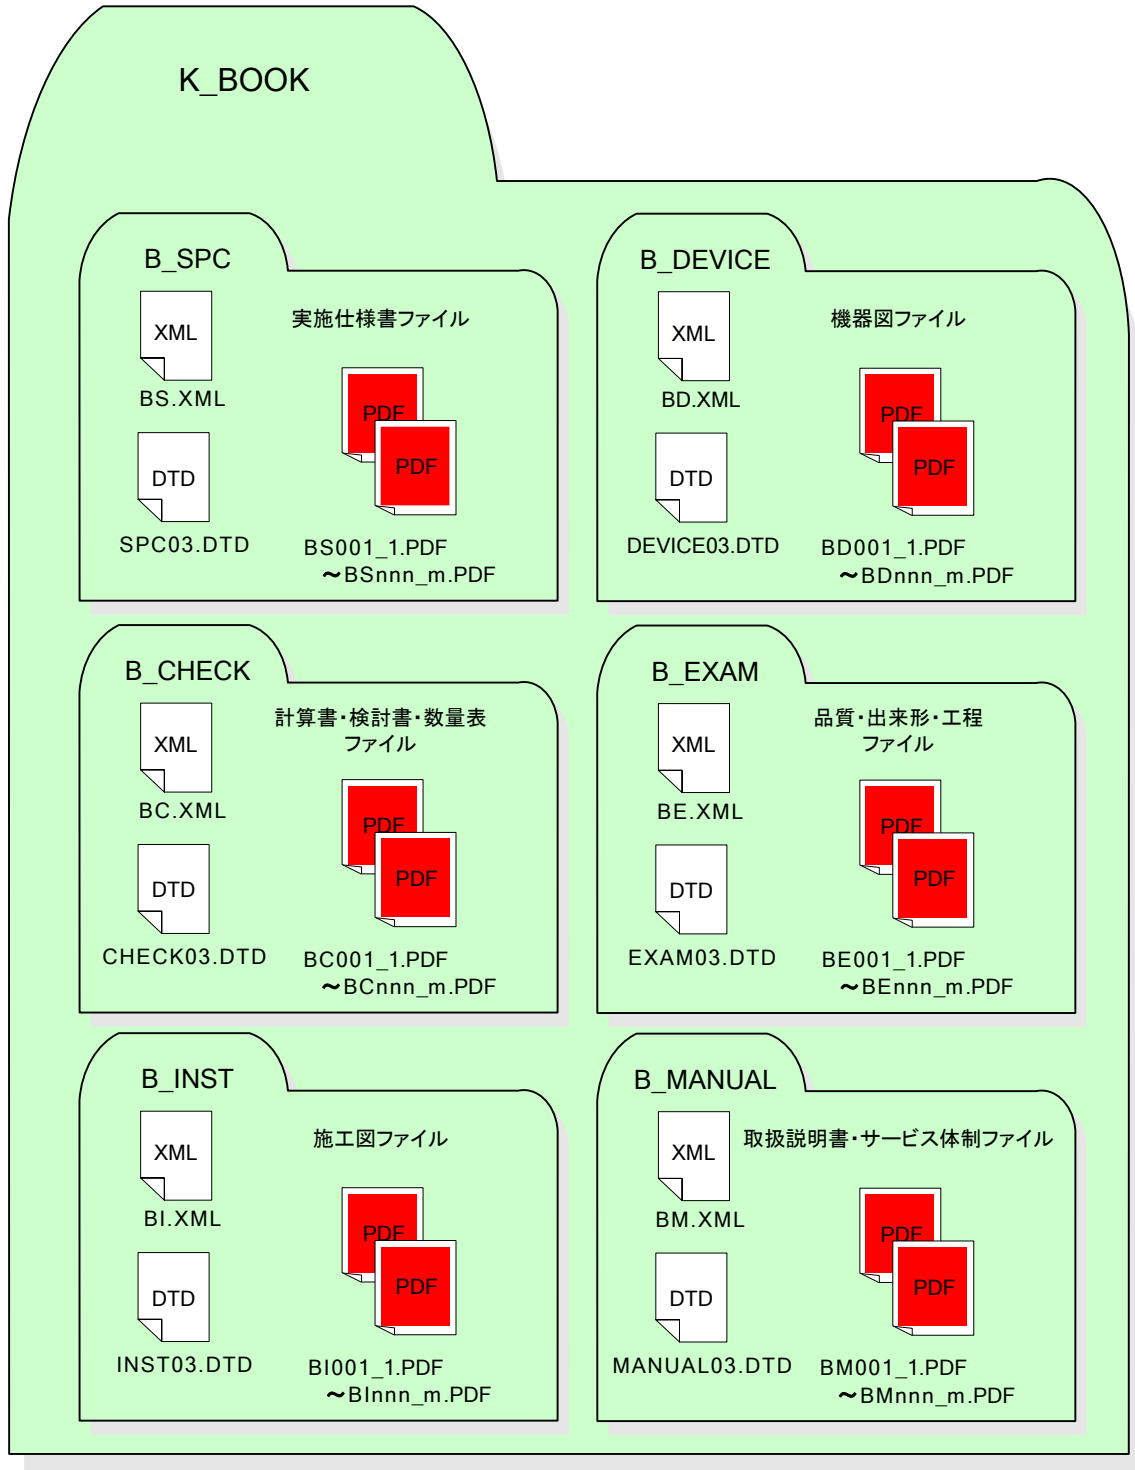 K_BOOK
B_SPC
XML
BS.XML
DTD
SPC03.DTD
実施仕様書ファイル
PDF
PDF
BS001_1.PDF
～BSnnn_m.PDF
B_DEVICE
XML
BD.XML
DTD
DEVICE03.DTD
機器図ファイル
PDF
PDF
BD001_1.PDF
～BDnnn_m.PDF
B_CHECK
XML
BC.XML
DTD
CHECK03.DTD
計算書・検討書・数量表
ファイル
PDF
PDF
BC001_1.PDF
～BCnnn_m.PDF
B_EXAM
XML
BE.XML
DTD
EXAM03.DTD
品質・出来形・工程
ファイル
PDF
PDF
BE001_1.PDF
～BEnnn_m.PDF
B_INST
XML
BI.XML
DTD
INST03.DTD
施工図ファイル
PDF
PDF
BI001_1.PDF
～BInnn_m.PDF
B_MANUAL
XML
BM.XML
DTD
MANUAL03.DTD
取扱説明書・サービス体制ファイル
PDF
PDF
BM001_1.PDF
～BMnnn_m.PDF